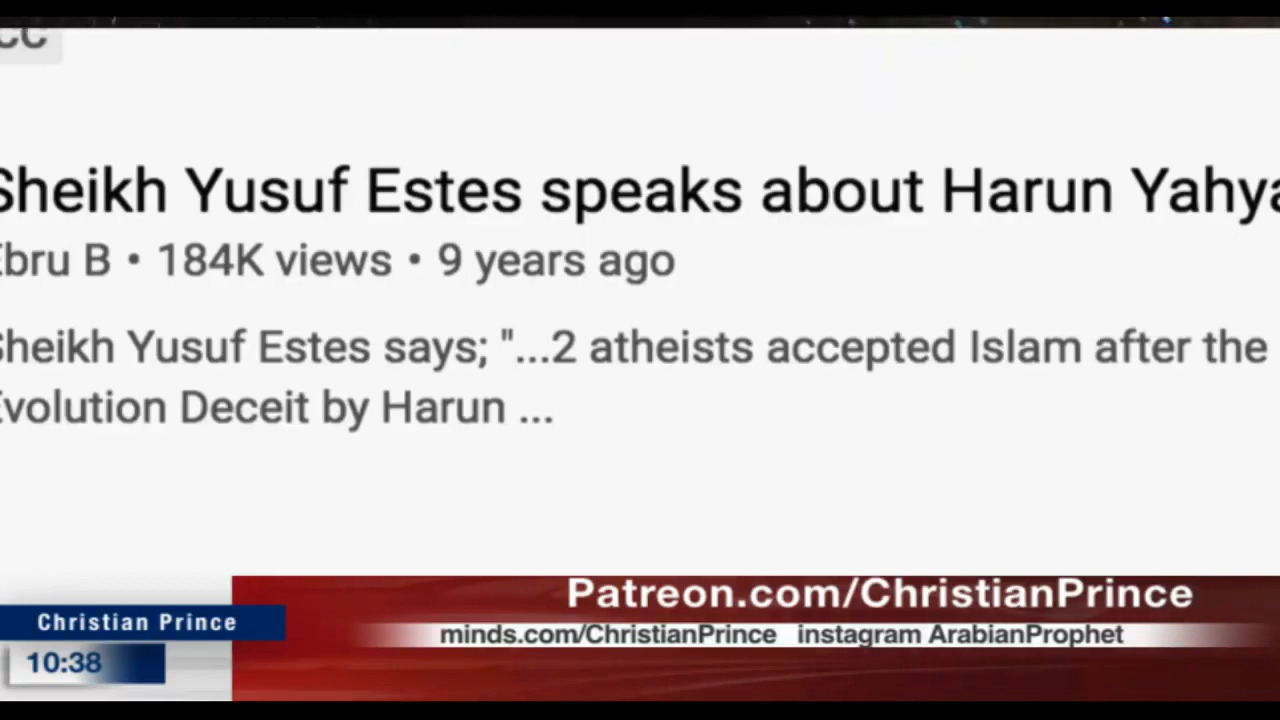 CC
Sheikh Yusuf Estes speaks about Harun Yahya
Ebru B • 184K views • 9 years ago
Sheikh Yusuf Estes says; "...2 atheists accepted Islam after the
Evolution Deceit by Harun ...
Patreon.com/ChristianPrince
Christian Prince
minds.com/ChristianPrince instagram ArabianProphet
10:38